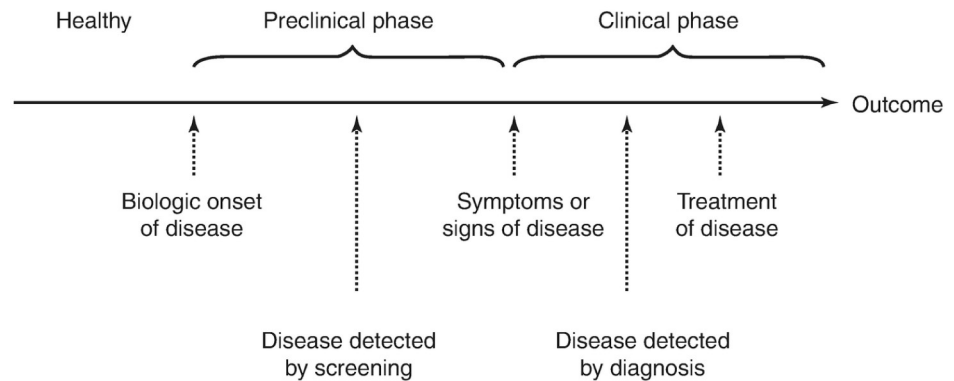 Healthy
Preclinical phase
Clinical phase
Outcome
Biologic onset
of disease
Symptoms or
signs of disease
Treatment
of disease
Disease detected
by screening
Disease detected
by diagnosis